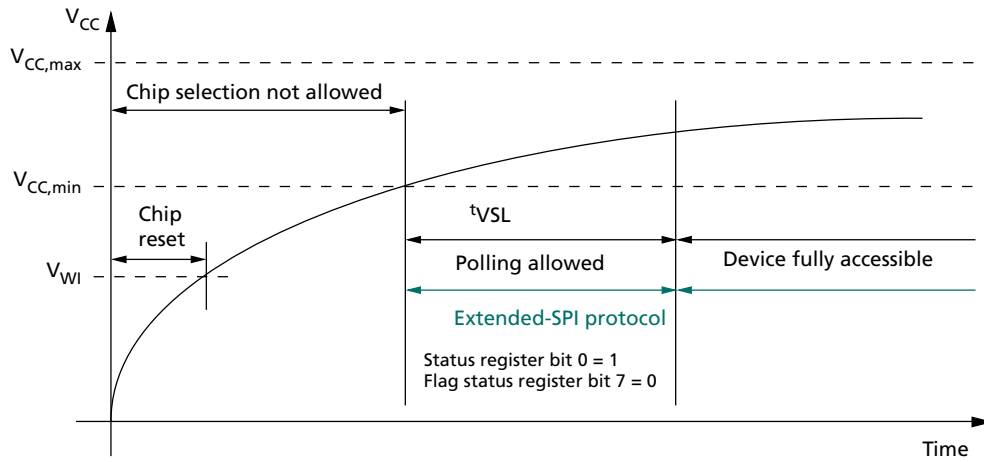 VCC
VCC,max
Chip selection not allowed
VCC,min
Chip
reset
tVSL
VWI
Polling allowed
Device fully accessible
Extended-SPI protocol
Status register bit 0 = 1
Flag status register bit 7 = 0
Time